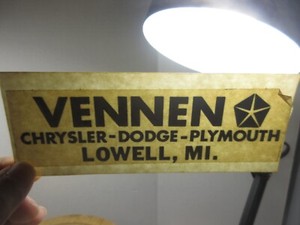 VENNEN
CHRYSLER-DODGE-PLYMOUTH
LOWELL, MI.